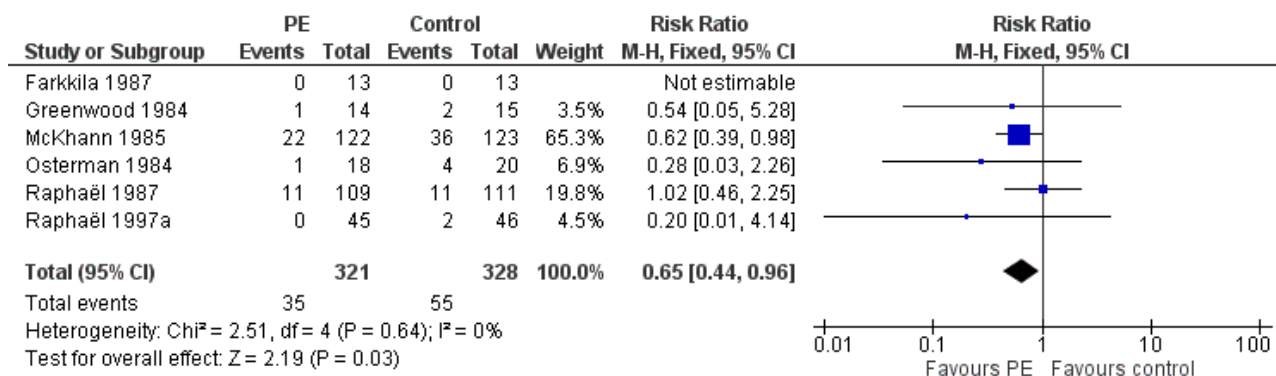 PE Control Risk Ratio Risk Ratio
Study or Subgroup Events Total Events Total Weight M-H, Fixed, 95% CI M-H, Fixed, 95% CI
Farkkila 1987 0 13 0 13 Not estimable
Greenwood 1984 1 14 2 15 3.5% 0.54 [0.05, 5.28]
McKhann 1985 22 122 36 123 65.3% 0.62 [0.39, 0.98]
Osterman 1984 1 18 4 20 6.9% 0.28 [0.03, 2.26]
Raphaël 1987 11 109 11 111 19.8% 1.02 [0.46, 2.25]
Raphaël 1997a 0 45 2 46 4.5% 0.20 [0.01, 4.14]
Total (95% CI) 321 328 100.0% 0.65 [0.44, 0.96]
Total events 35 55
Heterogeneity: Chi² = 2.51, df = 4 (P = 0.64); I² = 0%
Test for overall effect: Z = 2.19 (P = 0.03)
0.01 0.1 1 10 100
Favours PE Favours control